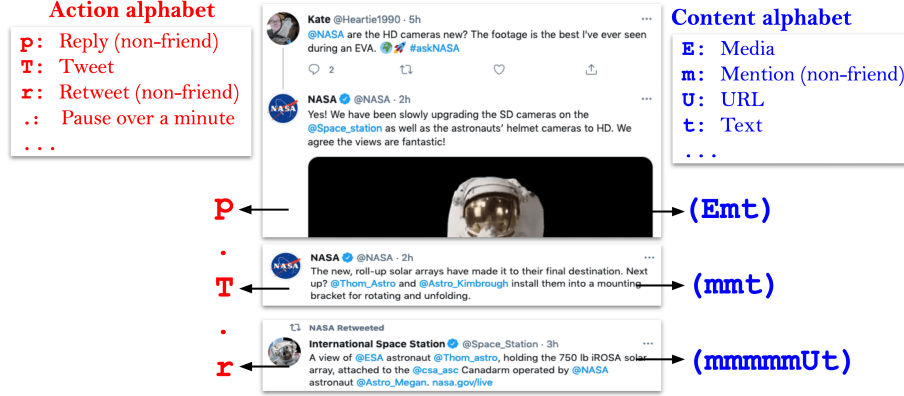 Action alphabet
p: Reply (non-friend)
T: Tweet
r: Retweet (non-friend)
.: Pause over a minute
...
Kate @Heartie1990 · 5h
@NASA are the HD cameras new? The footage is the best I've ever seen
during an EVA. 🌍🚀 #askNASA
2
NASA @NASA · 2h
Yes! We have been slowly upgrading the SD cameras on the
@Space_station as well as the astronauts' helmet cameras to HD. We
agree the views are fantastic!
Content alphabet
E: Media
m: Mention (non-friend)
U: URL
t: Text
...
p
(Emt)
.
NASA @NASA · 2h
The new, roll-up solar arrays have made it to their final destination. Next
up? @Thom_Astro and @Astro_Kimbrough install them into a mounting
bracket for rotating and unfolding.
T
(mmt)
.
NASA Retweeted
International Space Station @Space_Station · 3h
A view of @ESA astronaut @Thom_astro, holding the 750 lb iROSA solar
array, attached to the @csa_asc Canadarm operated by @NASA
astronaut @Astro_Megan. nasa.gov/live
r
(mmmmmUt)
NASA
NASA